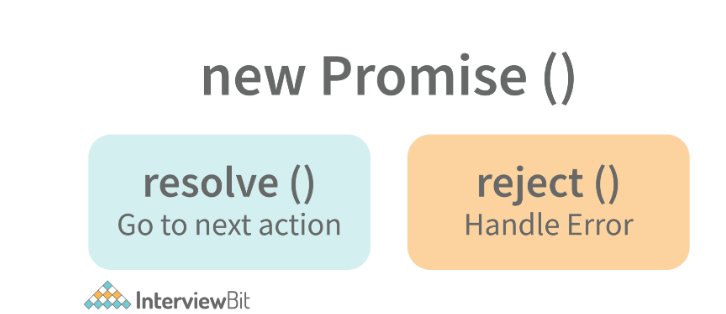 new Promise ()
resolve ()
Go to next action
reject ()
Handle Error
InterviewBit